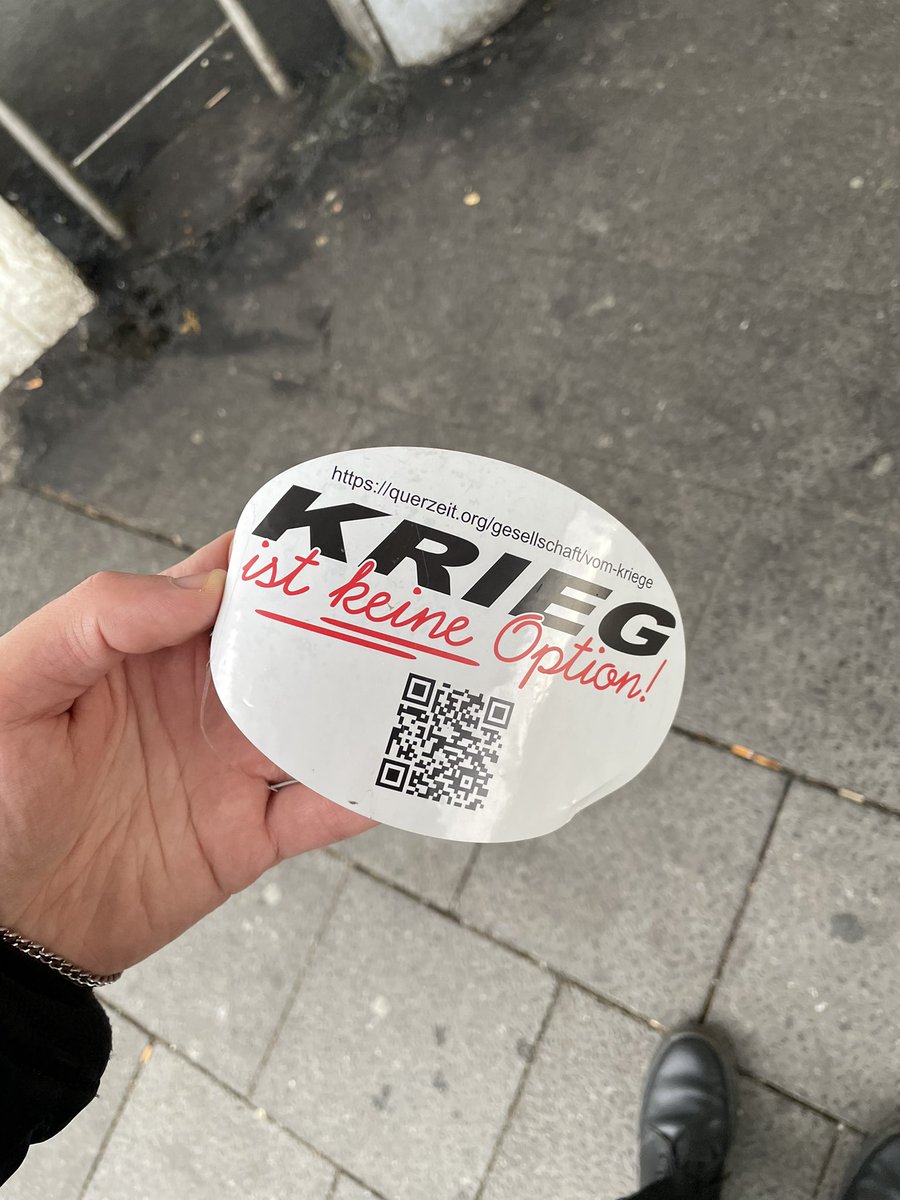 https://querzeit.org/gesellschaft/vom-kriege
KRIEG
ist keine Option!